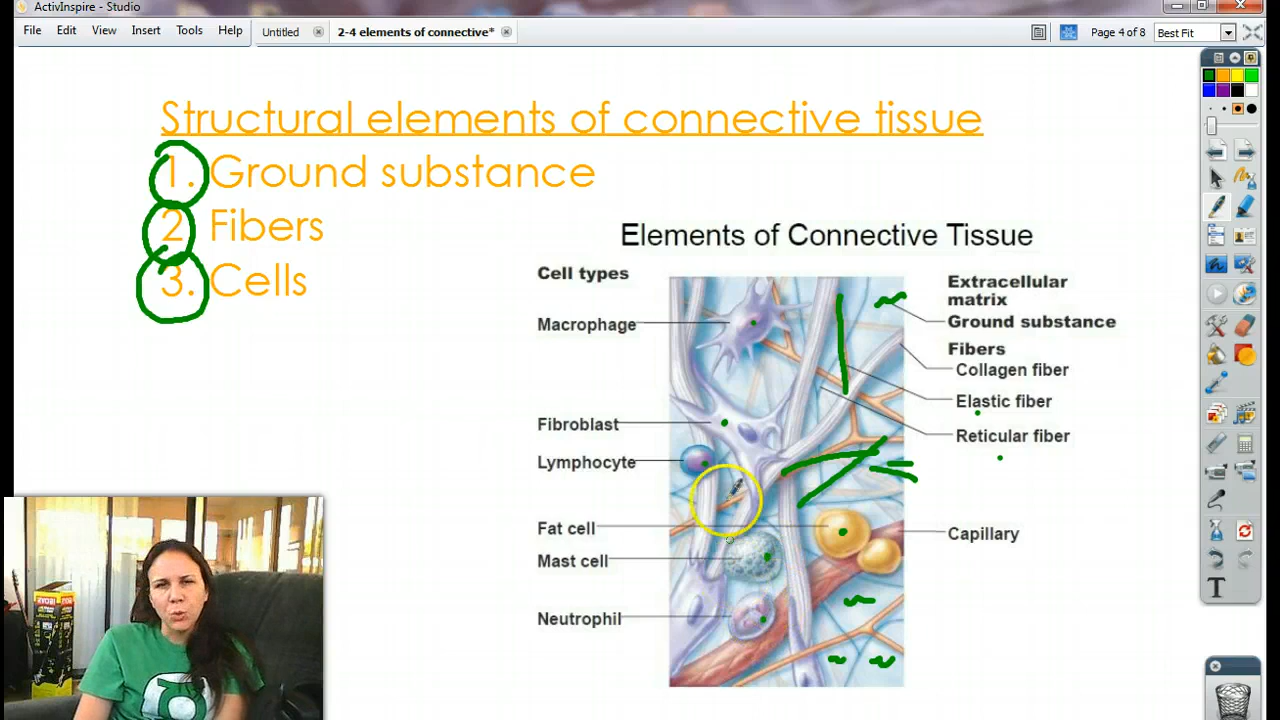 ActivInspire - Studio
File Edit View Insert Tools Help Untitled 2-4 elements of connective* Page 4 of 8 Best Fit
Structural elements of connective tissue
1. Ground substance
2. Fibers
3. Cells
Elements of Connective Tissue
Cell types
Macrophage
Fibroblast
Lymphocyte
Fat cell
Mast cell
Neutrophil
Extracellular
matrix
Ground substance
Fibers
Collagen fiber
Elastic fiber
Reticular fiber
Capillary
RYOBI
T